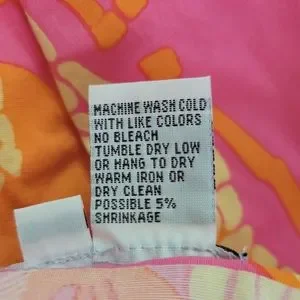 MACHINE WASH COLD
WITH LIKE COLORS
NO BLEACH
TUMBLE DRY LOW
OR HANG TO DRY
WARM IRON OR
DRY CLEAN
POSSIBLE 5%
SHRINKAGE